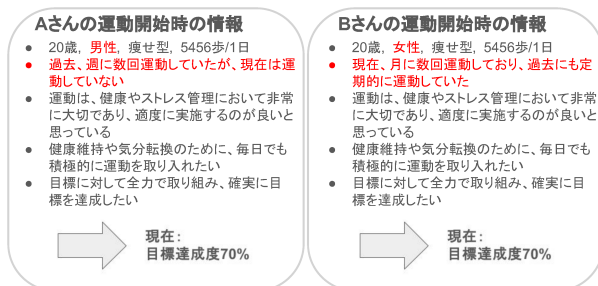 Aさんの運動開始時の情報
● 20歳, 男性, 痩せ型, 5456歩/1日
● 過去、週に数回運動していたが、現在は運
動していない
● 運動は、健康やストレス管理において非常
に大切であり、適度に実施するのが良いと
思っている
● 健康維持や気分転換のために、毎日でも
積極的に運動を取り入れたい
● 目標に対して全力で取り組み、確実に目
標を達成したい
現在：
目標達成度70%
Bさんの運動開始時の情報
● 20歳, 女性, 痩せ型, 5456歩/1日
● 現在、月に数回運動しており、過去にも定
期的に運動していた
● 運動は、健康やストレス管理において非常
に大切であり、適度に実施するのが良いと
思っている
● 健康維持や気分転換のために、毎日でも
積極的に運動を取り入れたい
● 目標に対して全力で取り組み、確実に目
標を達成したい
現在：
目標達成度70%